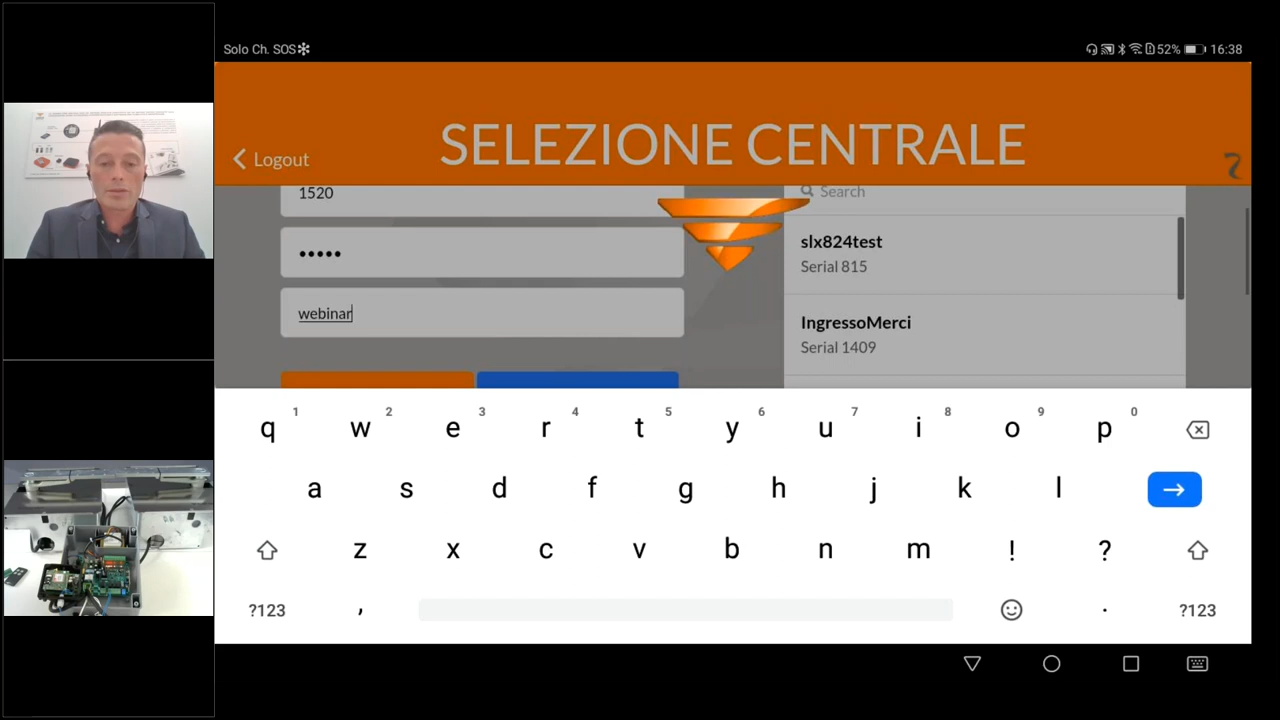 Solo Ch. SOS✻
52% 16:38
Logout
SELEZIONE CENTRALE
1520
•••••
webinar
Search
slx824test
Serial 815
IngressoMerci
Serial 1409
1 2 3 4 5 6 7 8 9 0
q w e r t y u i o p
a s d f g h j k l
z x c v b n m ! ?
?123 , . ?123